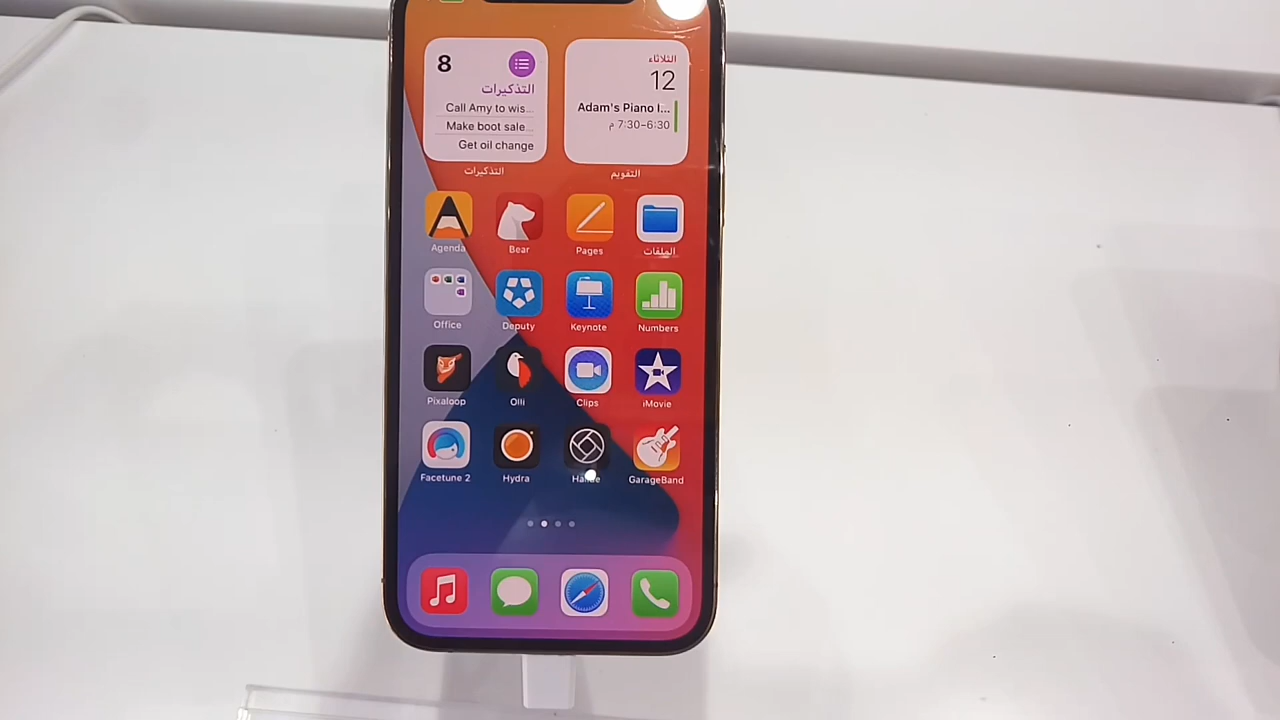 8
التذكيرات
Call Amy to wis...
Make boot sale...
Get oil change
التذكيرات
الثلاثاء
12
Adam's Piano l...
6:30-7:30 م
التقويم
Agenda
Bear
Pages
الملفات
Office
Deputy
Keynote
Numbers
Pixaloop
Olli
Clips
iMovie
Facetune 2
Hydra
GarageBand